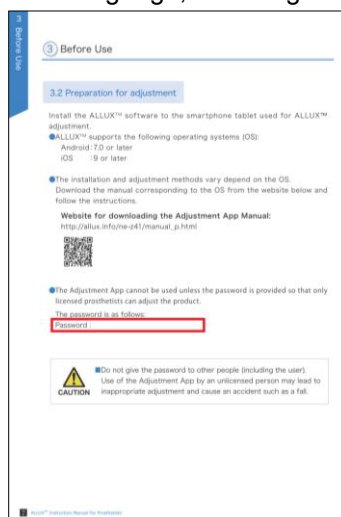 3 Before Use
③ Before Use
3.2 Preparation for adjustment
Install the ALLUX™ software to the smartphone tablet used for ALLUX™
adjustment.
●ALLUX™ supports the following operating systems (OS):
Android :7.0 or later
iOS :9 or later
●The installation and adjustment methods vary depend on the OS.
Download the manual corresponding to the OS from the website below and
follow the instructions.
Website for downloading the Adjustment App Manual:
http://allux.info/ne-z41/manual_p.html
●The Adjustment App cannot be used unless the password is provided so that only
licensed prosthetists can adjust the product.
The password is as follows:
Password :
CAUTION
■Do not give the password to other people (including the user).
Use of the Adjustment App by an unlicensed person may lead to
inappropriate adjustment and cause an accident such as a fall.
ALLUX™ Instruction Manual for Prosthetists